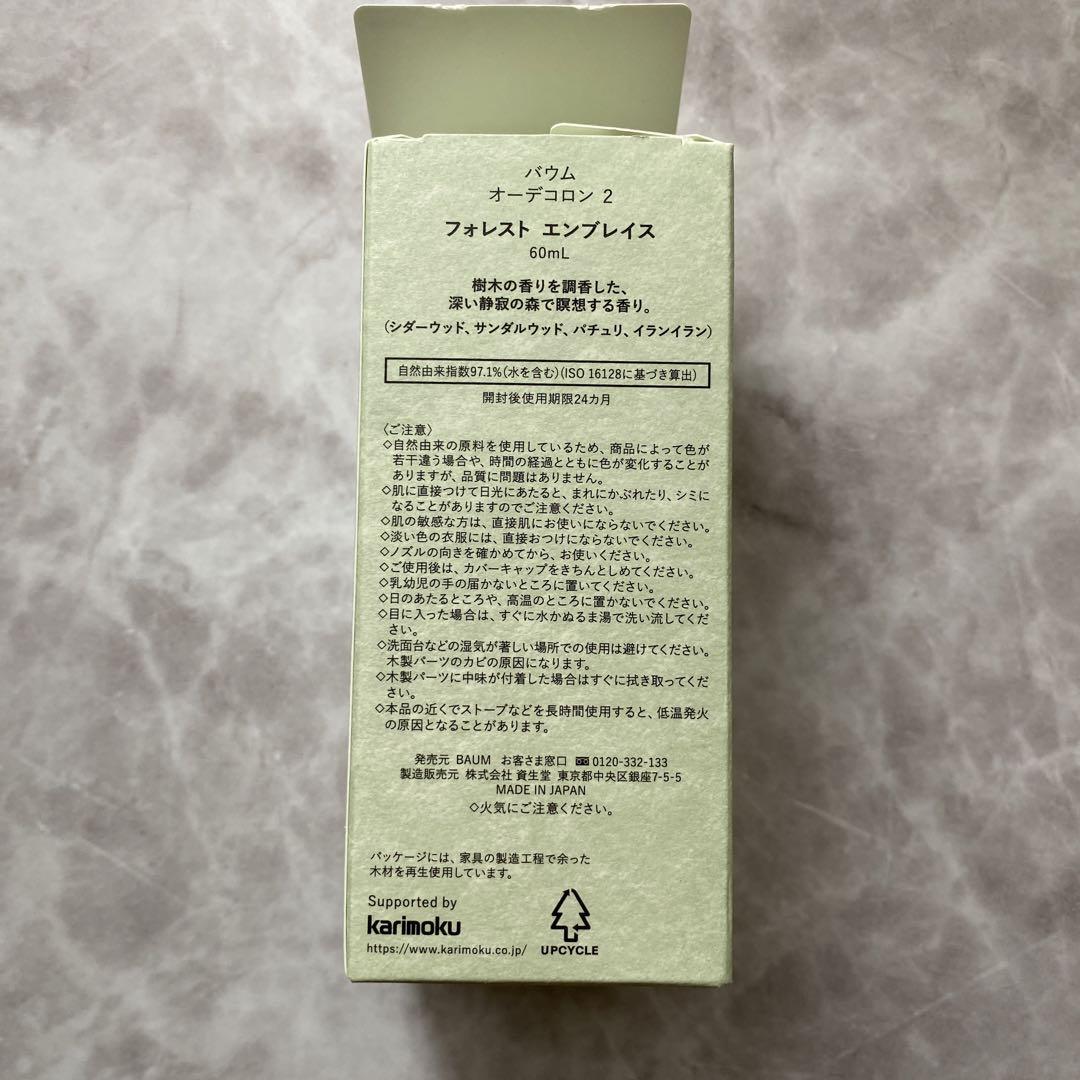 バウム
オーデコロン 2
フォレスト エンブレイス
60mL
樹木の香りを調香した、
深い静寂の森で瞑想する香り。
(シダーウッド、サンダルウッド、パチュリ、イランイラン)
自然由来指数97.1%(水を含む)(ISO 16128に基づき算出)
開封後使用期限24カ月
〈ご注意〉
◇自然由来の原料を使用しているため、商品によって色が
若干違う場合や、時間の経過とともに色が変化することが
ありますが、品質に問題はありません。
◇肌に直接つけて日光にあたると、まれにかぶれたり、シミに
なることがありますのでご注意ください。
◇肌の敏感な方は、直接肌にお使いにならないでください。
◇淡い色の衣服には、直接おつけにならないでください。
◇ノズルの向きを確かめてから、お使いください。
◇ご使用後は、カバーキャップをきちんとしめてください。
◇乳幼児の手の届かないところに置いてください。
◇日のあたるところや、高温のところに置かないでください。
◇目に入った場合は、すぐに水かぬるま湯で洗い流してくだ
さい。
◇洗面台などの湿気が著しい場所での使用は避けてください。
木製パーツのカビの原因になります。
◇木製パーツに中味が付着した場合はすぐに拭き取ってくだ
さい。
◇本品の近くでストーブなどを長時間使用すると、低温発火
の原因となることがあります。
発売元 BAUM お客さま窓口 0120-332-133
製造販売元 株式会社 資生堂 東京都中央区銀座7-5-5
MADE IN JAPAN
◇火気にご注意ください。
パッケージには、家具の製造工程で余った
木材を再生使用しています。
Supported by
karimoku
https://www.karimoku.co.jp/
UPCYCLE